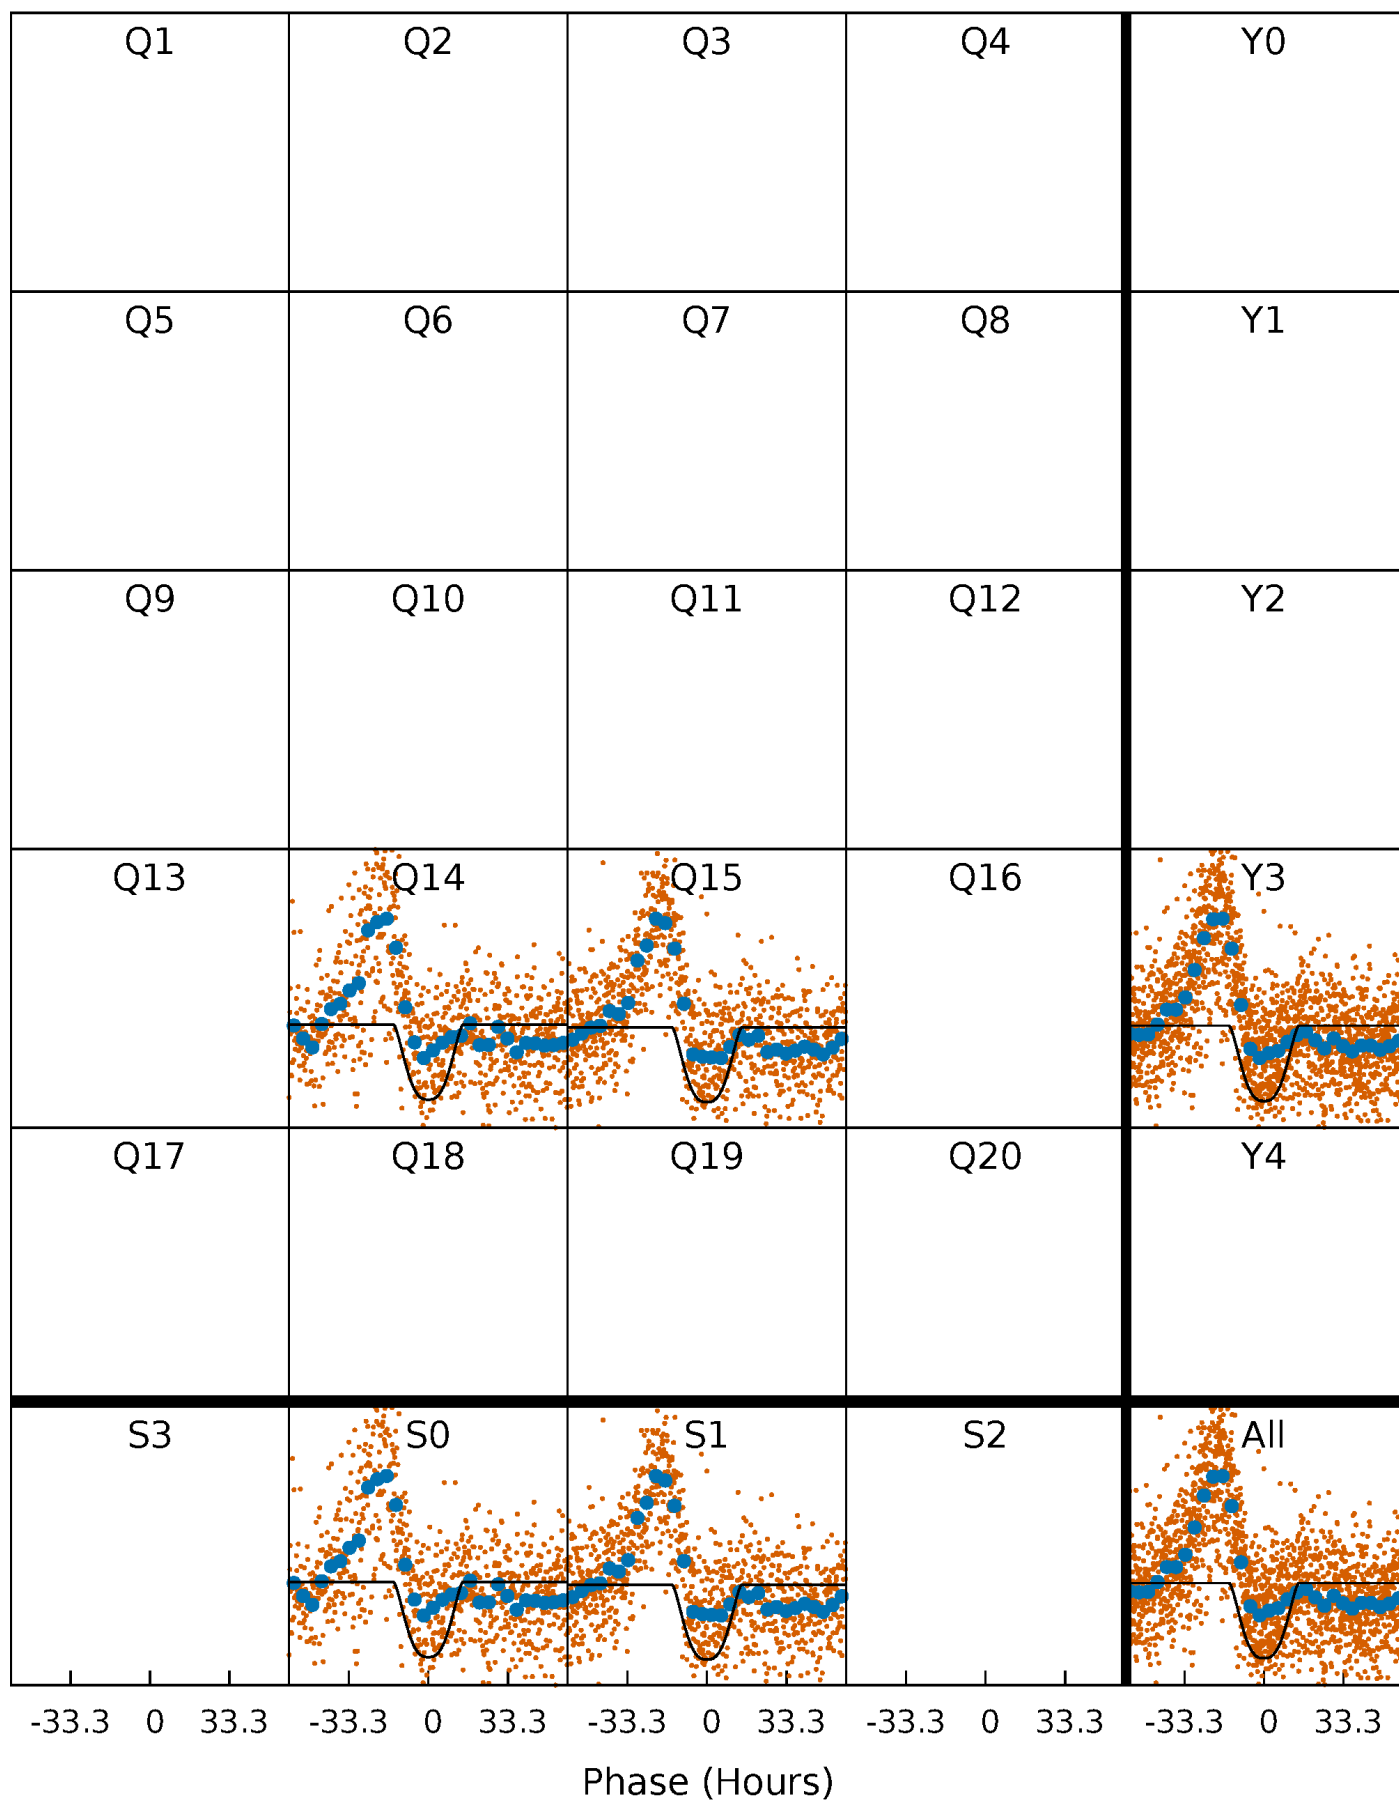 Q1 Q2 Q3 Q4 Y0
Q5 Q6 Q7 Q8 Y1
Q9 Q10 Q11 Q12 Y2
Q13 Q14 Q15 Q16 Y3
Q17 Q18 Q19 Q20 Y4
S3 S0 S1 S2 All
-33.3 0 33.3 -33.3 0 33.3 -33.3 0 33.3 -33.3 0 33.3 -33.3 0 33.3
Phase (Hours)